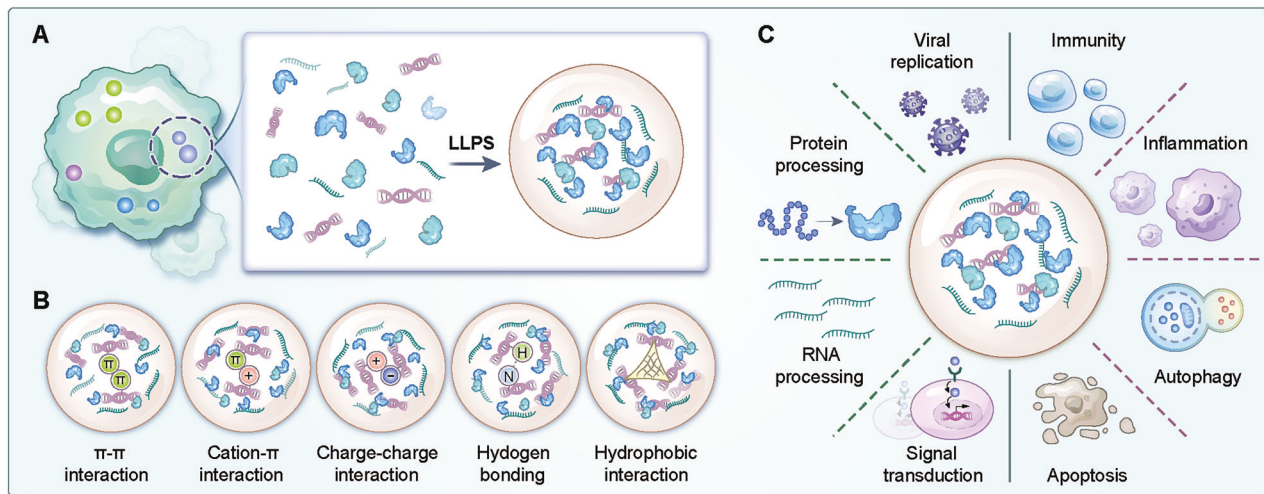 A
LLPS
B
π
π
π
+
+
−
H
N
π-π
interaction
Cation-π
interaction
Charge-charge
interaction
Hydogen
bonding
Hydrophobic
interaction
C
Viral
replication
Immunity
Protein
processing
Inflammation
RNA
processing
Autophagy
Signal
transduction
Apoptosis